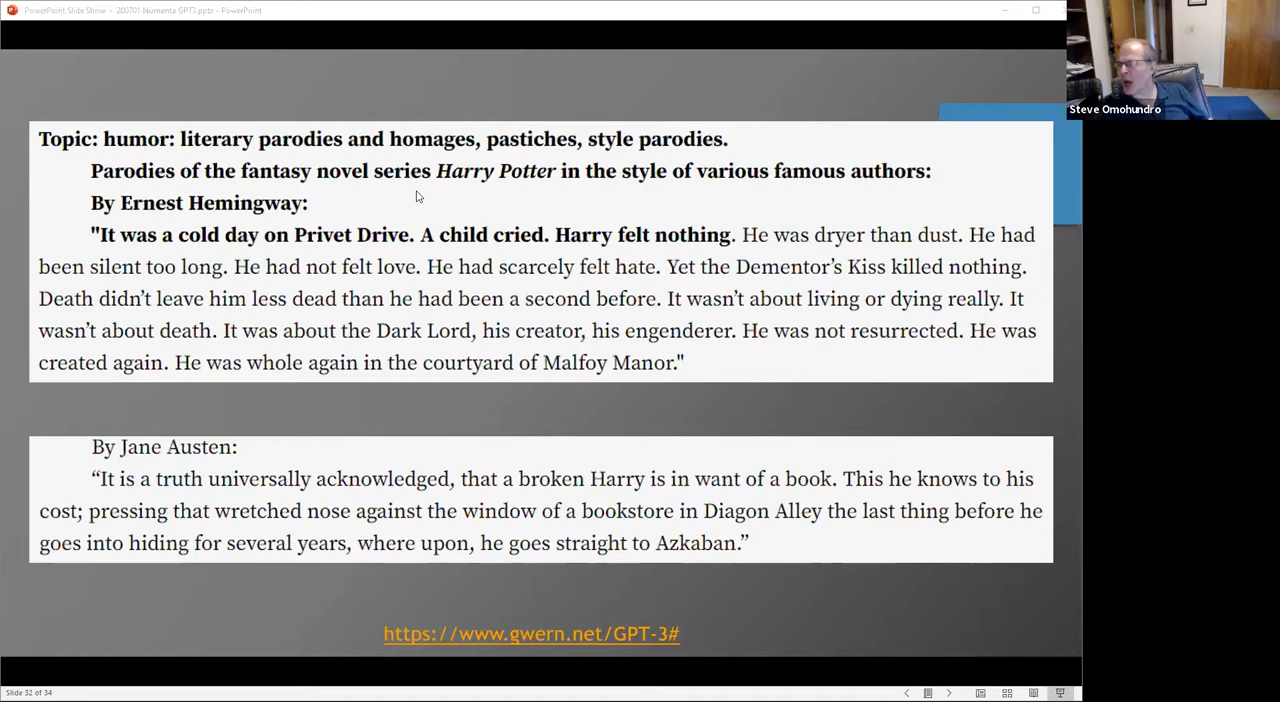 PowerPoint Slide Show - 200701 Numenta GPT3.pptx - PowerPoint
Steve Omohundro
Topic: humor: literary parodies and homages, pastiches, style parodies.
Parodies of the fantasy novel series Harry Potter in the style of various famous authors:
By Ernest Hemingway:
"It was a cold day on Privet Drive. A child cried. Harry felt nothing. He was dryer than dust. He had
been silent too long. He had not felt love. He had scarcely felt hate. Yet the Dementor’s Kiss killed nothing.
Death didn’t leave him less dead than he had been a second before. It wasn’t about living or dying really. It
wasn’t about death. It was about the Dark Lord, his creator, his engenderer. He was not resurrected. He was
created again. He was whole again in the courtyard of Malfoy Manor."
By Jane Austen:
“It is a truth universally acknowledged, that a broken Harry is in want of a book. This he knows to his
cost; pressing that wretched nose against the window of a bookstore in Diagon Alley the last thing before he
goes into hiding for several years, where upon, he goes straight to Azkaban.”
https://www.gwern.net/GPT-3#
Slide 32 of 34